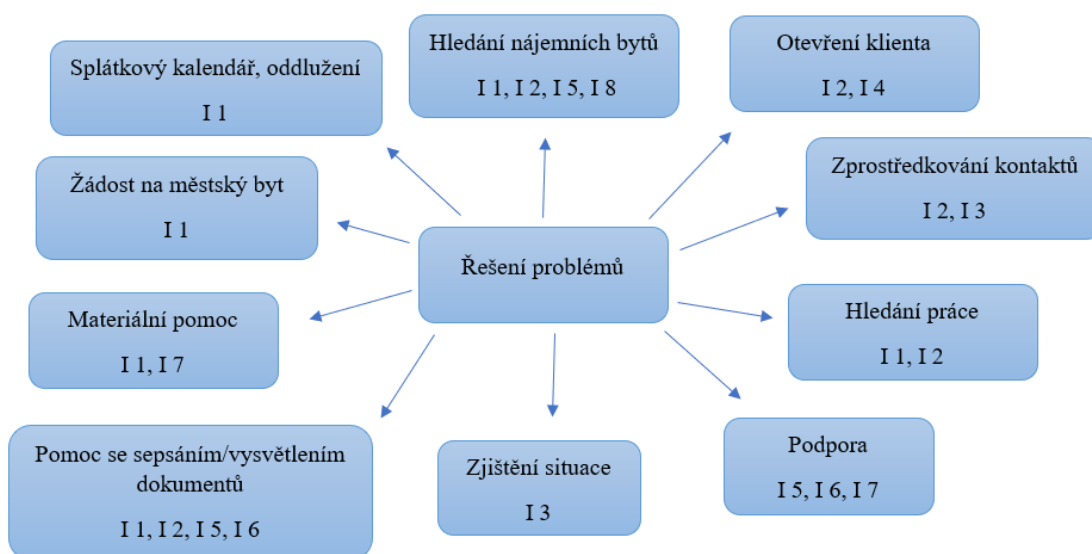 Splátkový kalendář, oddlužení
I 1
Hledání nájemních bytů
I 1, I 2, I 5, I 8
Otevření klienta
I 2, I 4
Žádost na městský byt
I 1
Zprostředkování kontaktů
I 2, I 3
Řešení problémů
Materiální pomoc
I 1, I 7
Hledání práce
I 1, I 2
Pomoc se sepsáním/vysvětlením
dokumentů
I 1, I 2, I 5, I 6
Zjištění situace
I 3
Podpora
I 5, I 6, I 7